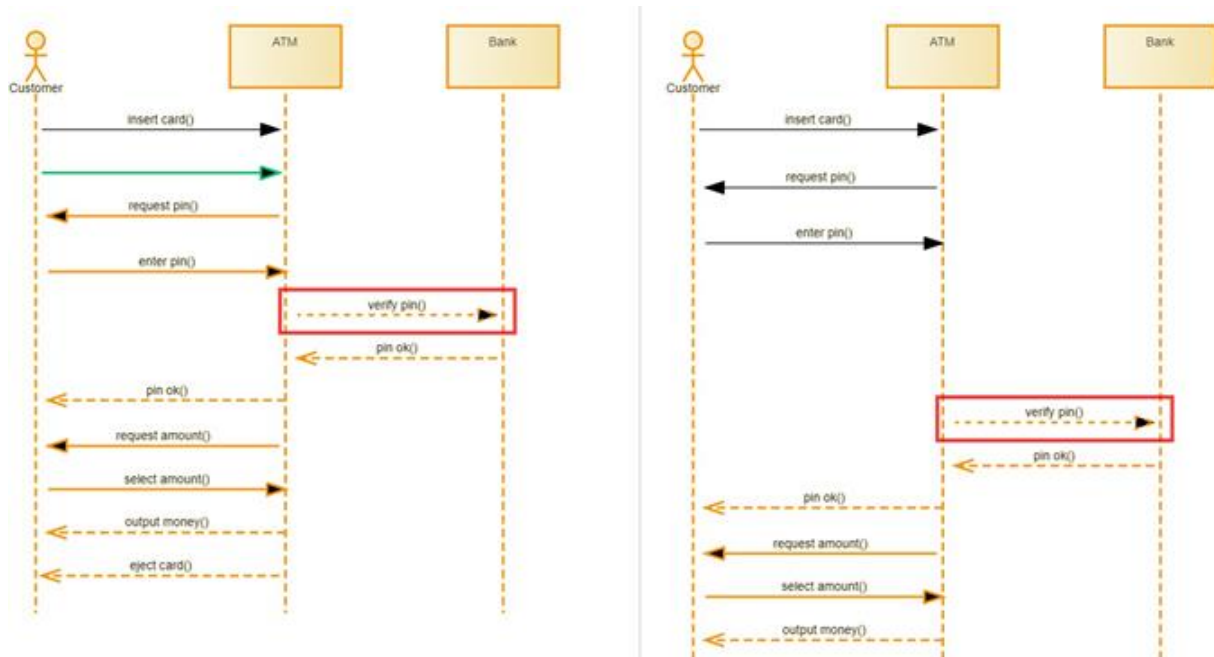 ATM
Bank
Customer
insert card()
request pin()
enter pin()
verify pin()
pin ok()
pin ok()
request amount()
select amount()
output money()
eject card()
ATM
Bank
Customer
insert card()
request pin()
enter pin()
verify pin()
pin ok()
pin ok()
request amount()
select amount()
output money()